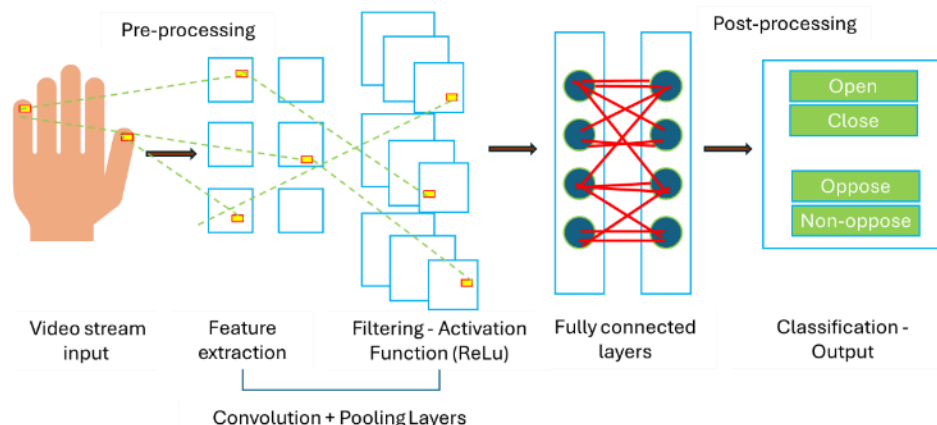 Pre-processing
Post-processing
Open
Close
Oppose
Non-oppose
Video stream
input
Feature
extraction
Filtering - Activation
Function (ReLu)
Fully connected
layers
Classification -
Output
Convolution + Pooling Layers